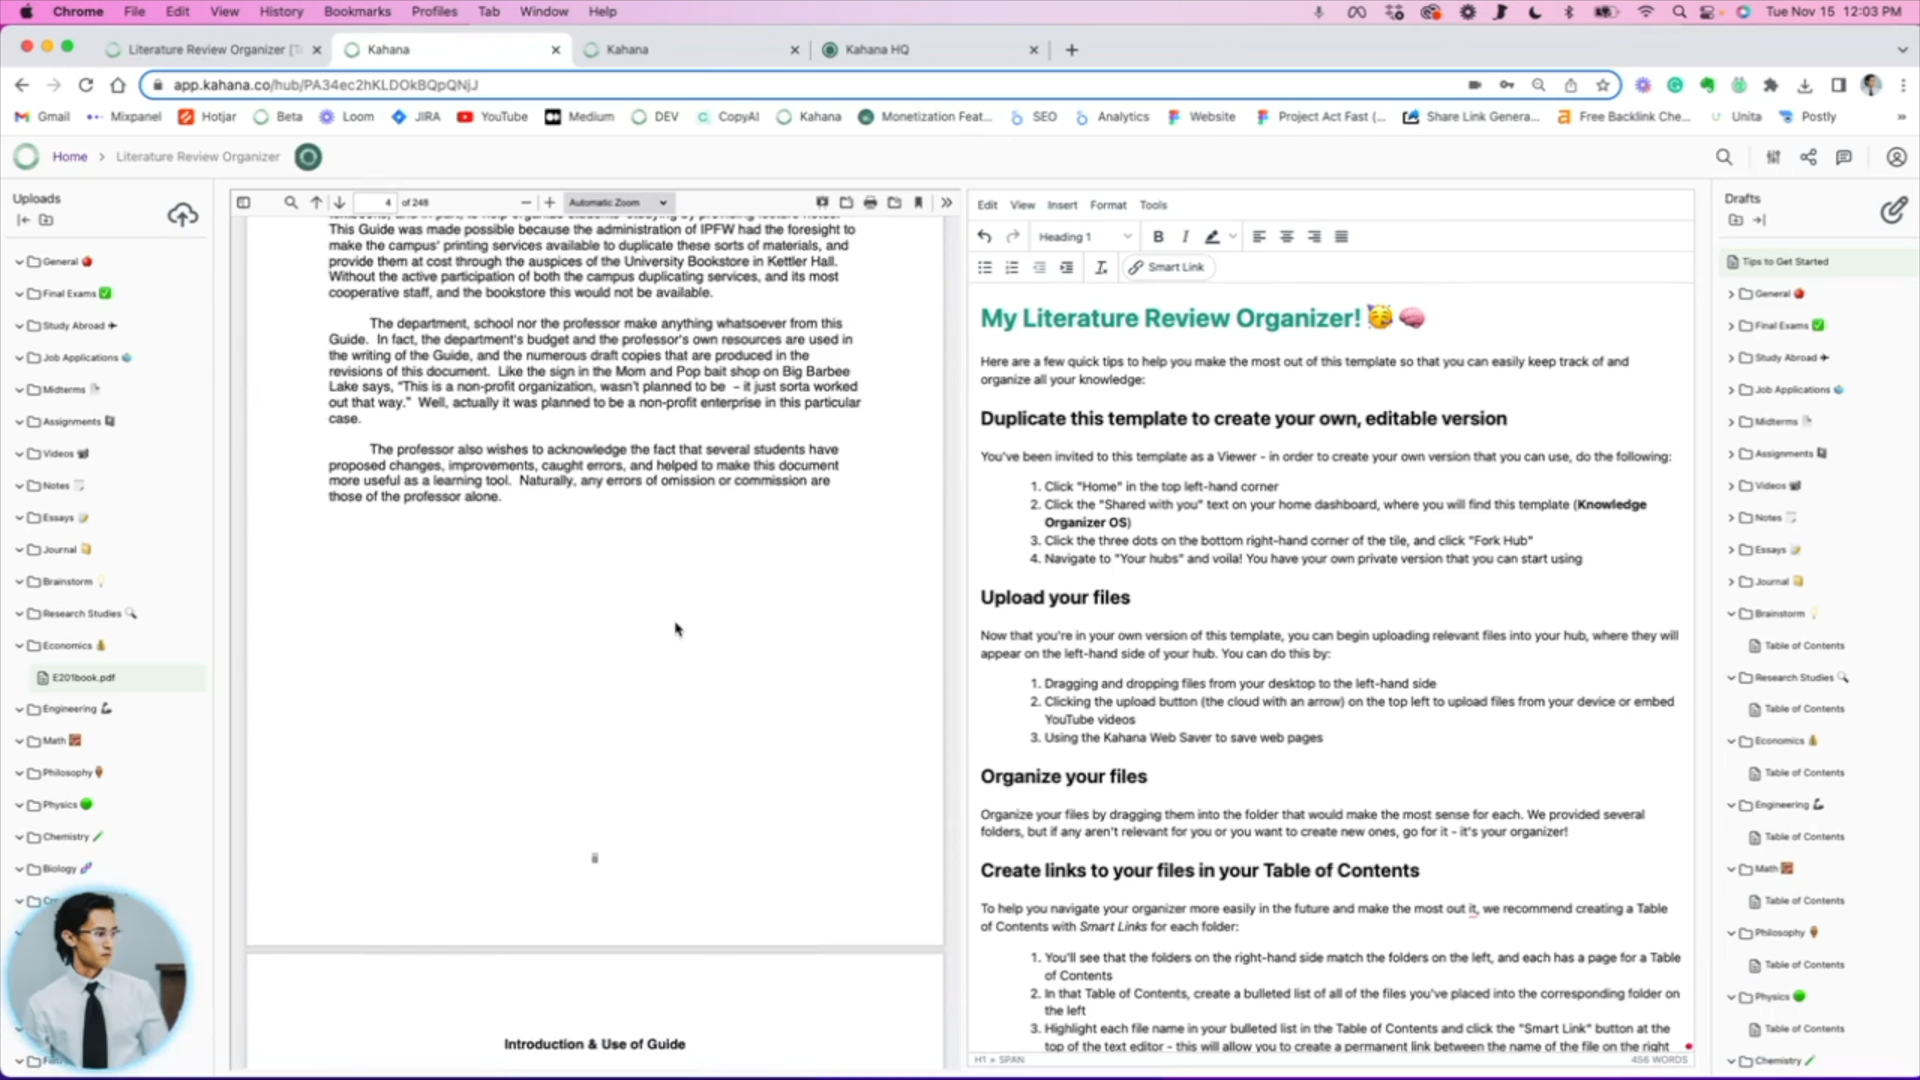 Chrome File Edit View History Bookmarks Profiles Tab Window Help
Tue Nov 15 12:03 PM
Literature Review Organizer [T
Kahana
Kahana
Kahana HQ
app.kahana.co/hub/PA34ec2hKLDOkBQpQNjJ
Gmail Mixpanel Hotjar Beta Loom JIRA YouTube Medium DEV CopyAI Kahana Monetization Feat... SEO Analytics Website Project Act Fast (... Share Link Genera... Free Backlink Che... Unita Postly
Home > Literature Review Organizer
Uploads
General
Final Exams
Study Abroad
Job Applications
Midterms
Assignments
Videos
Notes
Essays
Journal
Brainstorm
Research Studies
Economics
E201book.pdf
Engineering
Math
Philosophy
Physics
Chemistry
Biology
4 of 248
Automatic Zoom
This Guide was made possible because the administration of IPFW had the foresight to
make the campus' printing services available to duplicate these sorts of materials, and
provide them at cost through the auspices of the University Bookstore in Kettler Hall.
Without the active participation of both the campus duplicating services, and its most
cooperative staff, and the bookstore this would not be available.
The department, school nor the professor make anything whatsoever from this
Guide. In fact, the department's budget and the professor's own resources are used in
the writing of the Guide, and the numerous draft copies that are produced in the
revisions of this document. Like the sign in the Mom and Pop bait shop on Big Barbee
Lake says, "This is a non-profit organization, wasn't planned to be – it just sorta worked
out that way." Well, actually it was planned to be a non-profit enterprise in this particular
case.
The professor also wishes to acknowledge the fact that several students have
proposed changes, improvements, caught errors, and helped to make this document
more useful as a learning tool. Naturally, any errors of omission or commission are
those of the professor alone.
Introduction & Use of Guide
Edit View Insert Format Tools
Heading 1
B I
Smart Link
My Literature Review Organizer! 🥳 🧠
Here are a few quick tips to help you make the most out of this template so that you can easily keep track of and
organize all your knowledge:
Duplicate this template to create your own, editable version
You've been invited to this template as a Viewer - in order to create your own version that you can use, do the following:
1. Click "Home" in the top left-hand corner
2. Click the "Shared with you" text on your home dashboard, where you will find this template (Knowledge
Organizer OS)
3. Click the three dots on the bottom right-hand corner of the tile, and click "Fork Hub"
4. Navigate to "Your hubs" and voila! You have your own private version that you can start using
Upload your files
Now that you're in your own version of this template, you can begin uploading relevant files into your hub, where they will
appear on the left-hand side of your hub. You can do this by:
1. Dragging and dropping files from your desktop to the left-hand side
2. Clicking the upload button (the cloud with an arrow) on the top left to upload files from your device or embed
YouTube videos
3. Using the Kahana Web Saver to save web pages
Organize your files
Organize your files by dragging them into the folder that would make the most sense for each. We provided several
folders, but if any aren't relevant for you or you want to create new ones, go for it - it's your organizer!
Create links to your files in your Table of Contents
To help you navigate your organizer more easily in the future and make the most out it, we recommend creating a Table
of Contents with Smart Links for each folder:
1. You'll see that the folders on the right-hand side match the folders on the left, and each has a page for a Table
of Contents
2. In that Table of Contents, create a bulleted list of all of the files you've placed into the corresponding folder on
the left
3. Highlight each file name in your bulleted list in the Table of Contents and click the "Smart Link" button at the
top of the text editor - this will allow you to create a permanent link between the name of the file on the right
H1 » SPAN
456 WORDS
Drafts
Tips to Get Started
General
Final Exams
Study Abroad
Job Applications
Midterms
Assignments
Videos
Notes
Essays
Journal
Brainstorm
Table of Contents
Research Studies
Table of Contents
Economics
Table of Contents
Engineering
Table of Contents
Math
Table of Contents
Philosophy
Table of Contents
Physics
Table of Contents
Chemistry